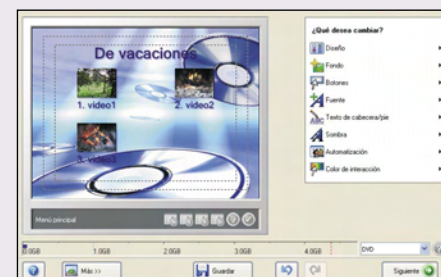 De vacaciones
1. video1
2. video2
3. video3
Menú principal
¿Qué desea cambiar?
Diseño
Fondo
Botones
Fuente
Texto de cabecera/pie
Sombra
Automatización
Color de interacción
0.0GB
1.0GB
2.0GB
3.0GB
4.0GB
DVD
Más >>
Guardar
Siguiente